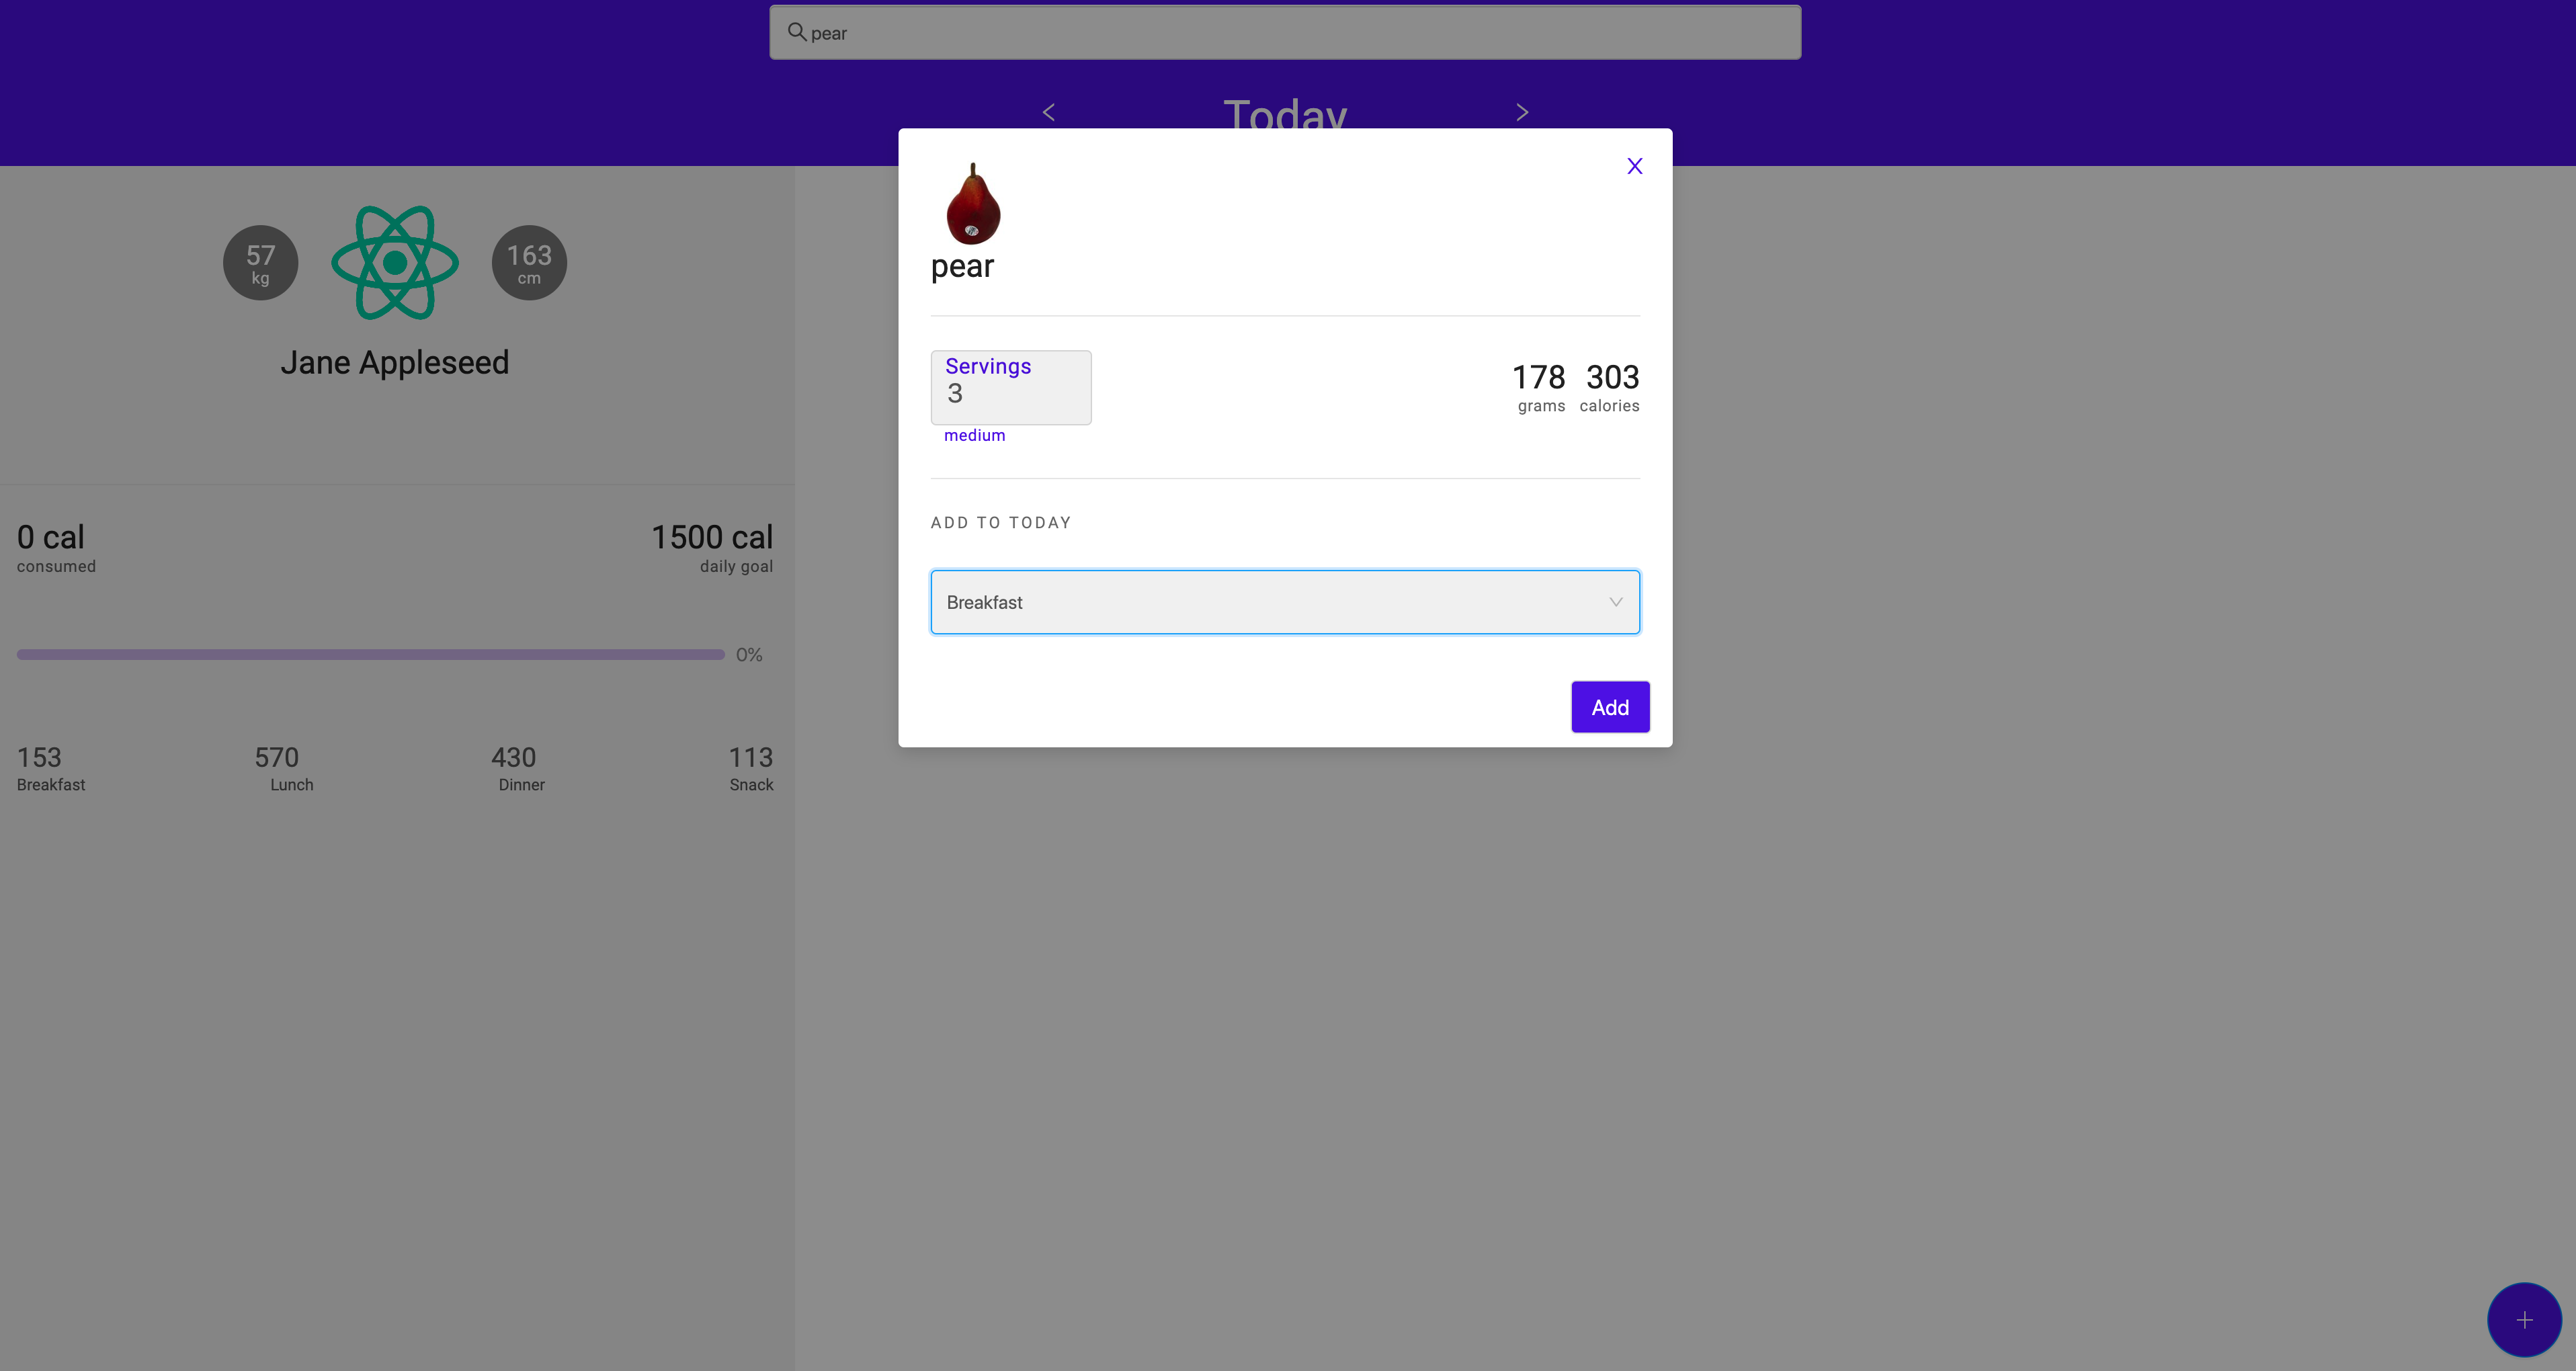 pear
< Today >
X
pear
Servings
3
medium
178 303
grams calories
ADD TO TODAY
Breakfast
Add
57
kg
163
cm
Jane Appleseed
0 cal 1500 cal
consumed daily goal
0%
153 570 430 113
Breakfast Lunch Dinner Snack
+